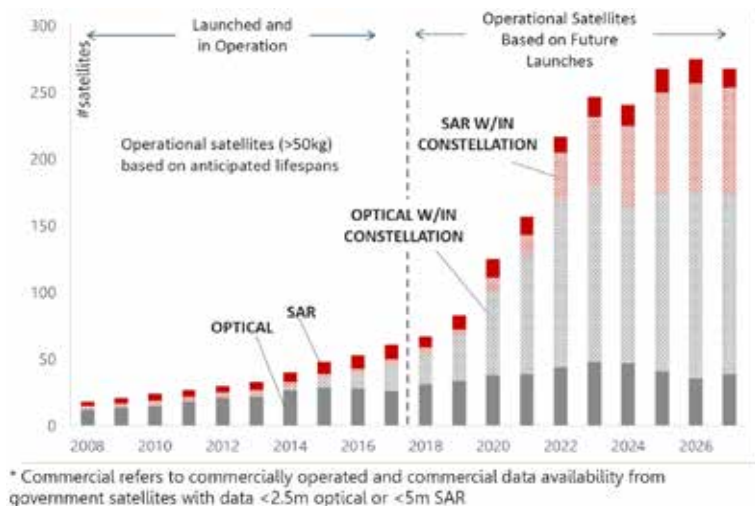 300
250
200
150
100
50
0
#satellites
Launched and
in Operation
Operational Satellites
Based on Future
Launches
Operational satellites (>50kg)
based on anticipated lifespans
SAR W/IN
CONSTELLATION
OPTICAL W/IN
CONSTELLATION
OPTICAL
SAR
2008 2010 2012 2014 2016 2018 2020 2022 2024 2026
* Commercial refers to commercially operated and commercial data availability from
government satellites with data <2.5m optical or <5m SAR